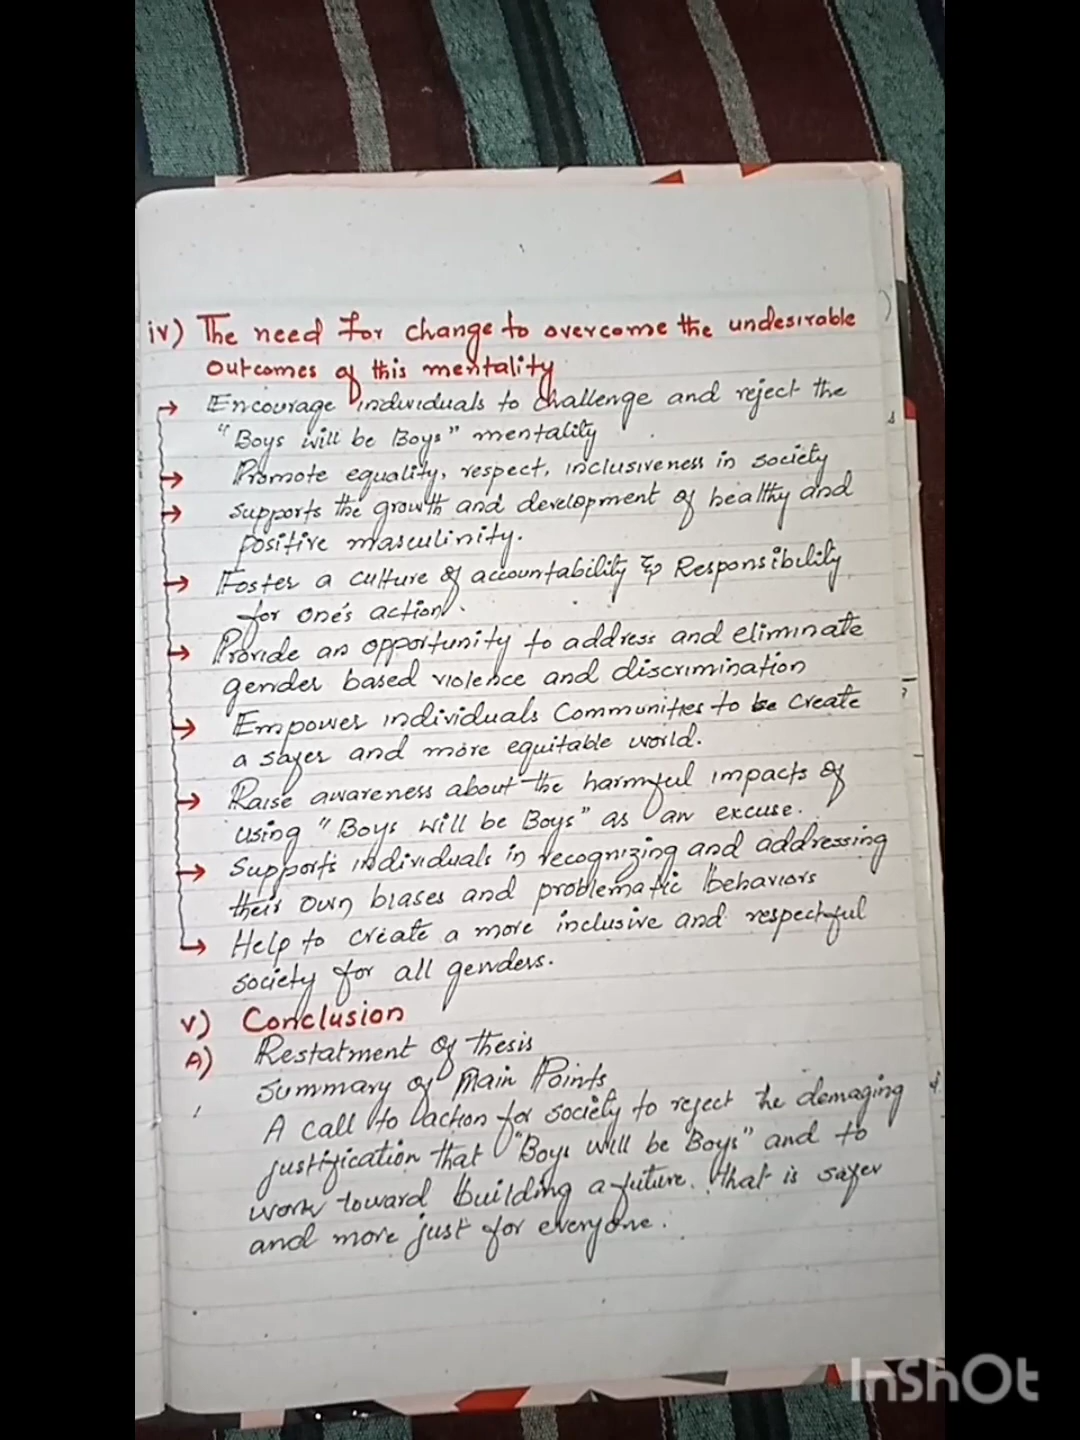 iv) The need For change to overcome the undesirable
outcomes of this mentality
→ Encourage individuals to challenge and reject the
"Boys will be Boys" mentality
→ Promote equality, respect, inclusiveness in society
→ supports the growth and development of healthy and
positive masculinity.
→ Foster a culture of accountability & Responsibility
for one's action.
→ Provide an opportunity to address and eliminate
gender based violence and discrimination
→ Empower individuals Communities to be create
a safer and more equitable world.
→ Raise awareness about the harmful impacts of
using "Boys will be Boys" as an excuse.
→ Supports individuals in recognizing and addressing
their own biases and problematic behaviors
→ Help to create a more inclusive and respectful
society for all genders.
v) Conclusion
A) Restatment of thesis
Summary of Main Points
A call to action for society to reject he demaging
justification that "Boys will be Boys" and to
work toward building a future. that is safer
and more just for everyone.
InShOt